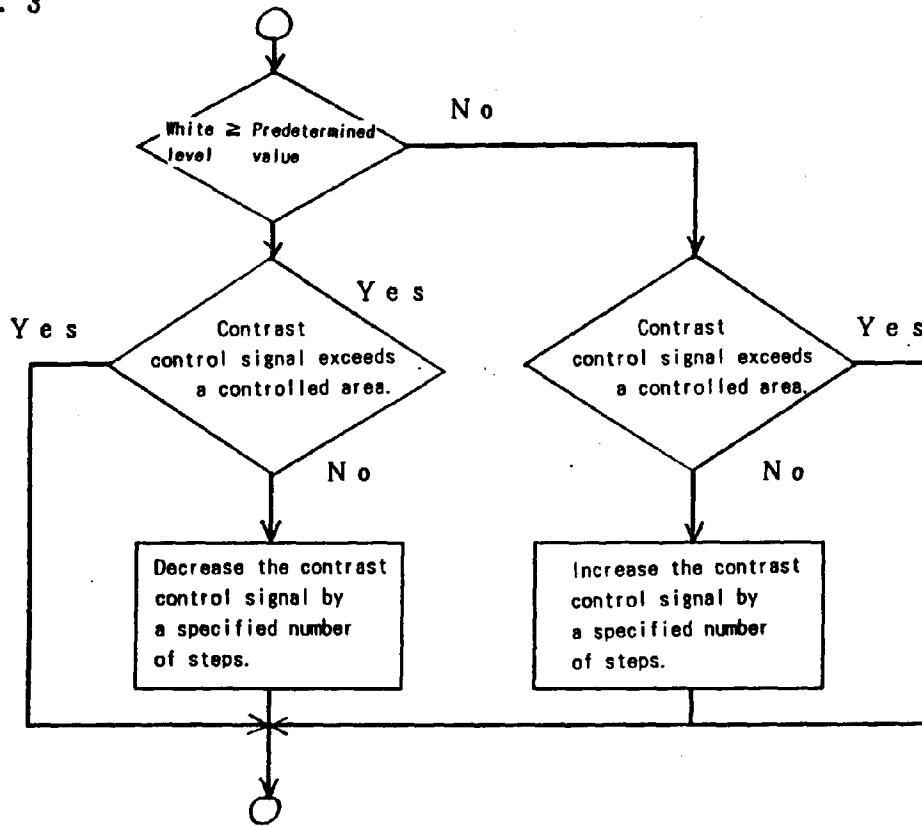 . 3
No
White ≥ Predetermined
level value
Yes
Yes
Contrast
control signal exceeds
a controlled area.
Contrast
control signal exceeds
a controlled area.
Yes
No
No
Decrease the contrast
control signal by
a specified number
of steps.
Increase the contrast
control signal by
a specified number
of steps.